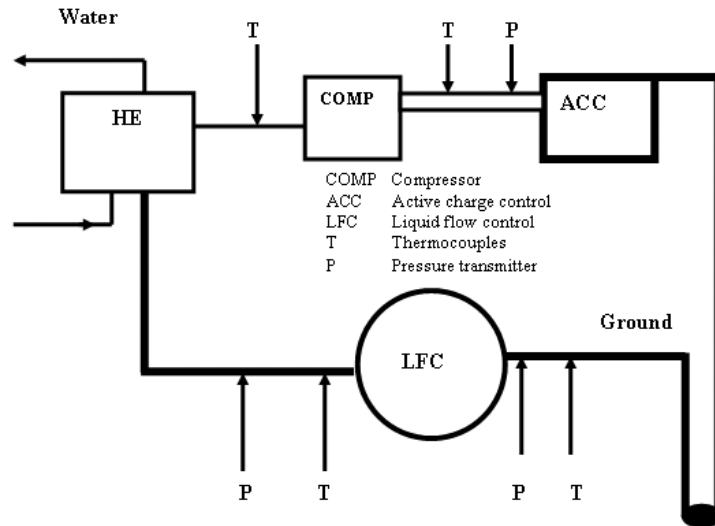 Water
T
T
P
HE
COMP
ACC
COMP Compressor
ACC Active charge control
LFC Liquid flow control
T Thermocouples
P Pressure transmitter
Ground
LFC
P
T
P
T